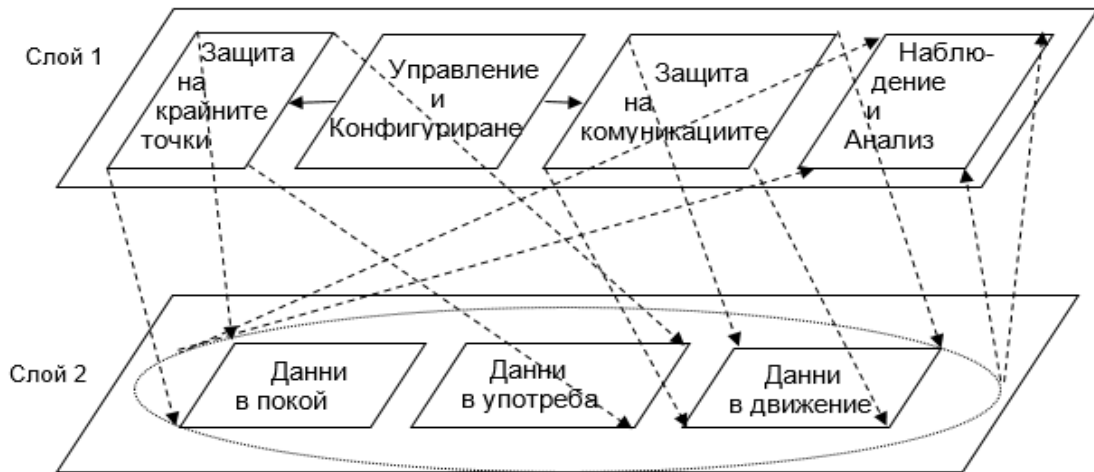 Слой 1
Защита
на
крайните
точки
Управление
и
Конфигуриране
Защита
на
комуникациите
Наблю-
дение
и
Анализ
Слой 2
Данни
в покой
Данни
в употреба
Данни
в движение